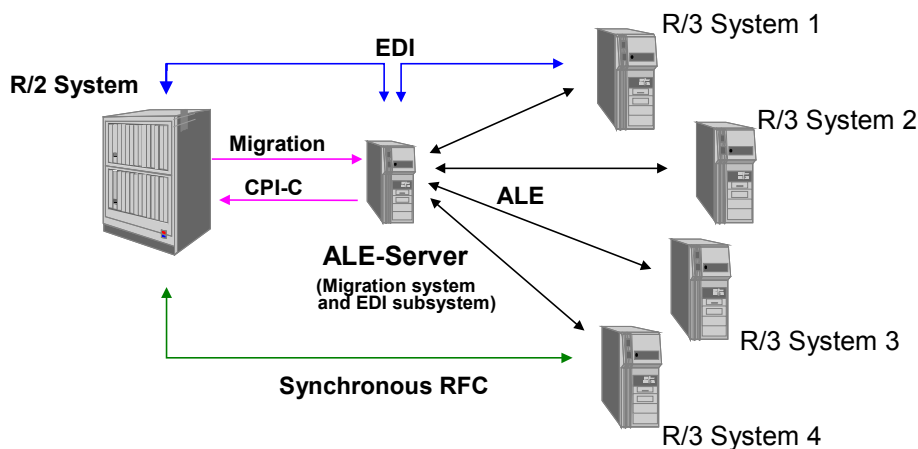 R/3 System 1
EDI
R/2 System
R/3 System 2
Migration
CPI-C
ALE
ALE-Server
(Migration system
and EDI subsystem)
R/3 System 3
Synchronous RFC
R/3 System 4